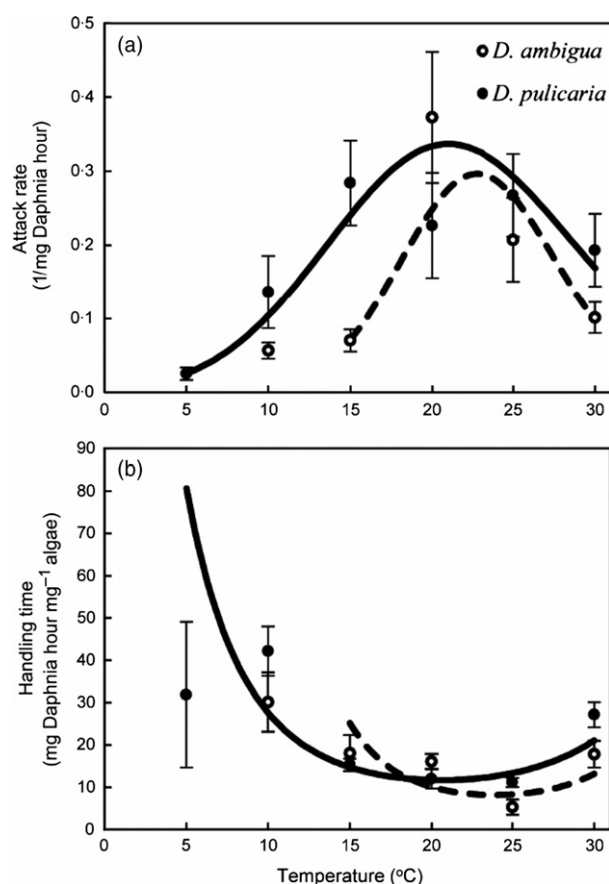 (a)
D. ambigua
D. pulicaria
Attack rate
(1/mg Daphnia hour)
0·5
0·4
0·3
0·2
0·1
0·0
0 5 10 15 20 25 30
(b)
Handling time
(mg Daphnia hour mg⁻¹ algae)
90
80
70
60
50
40
30
20
10
0
0 5 10 15 20 25 30
Temperature (°C)